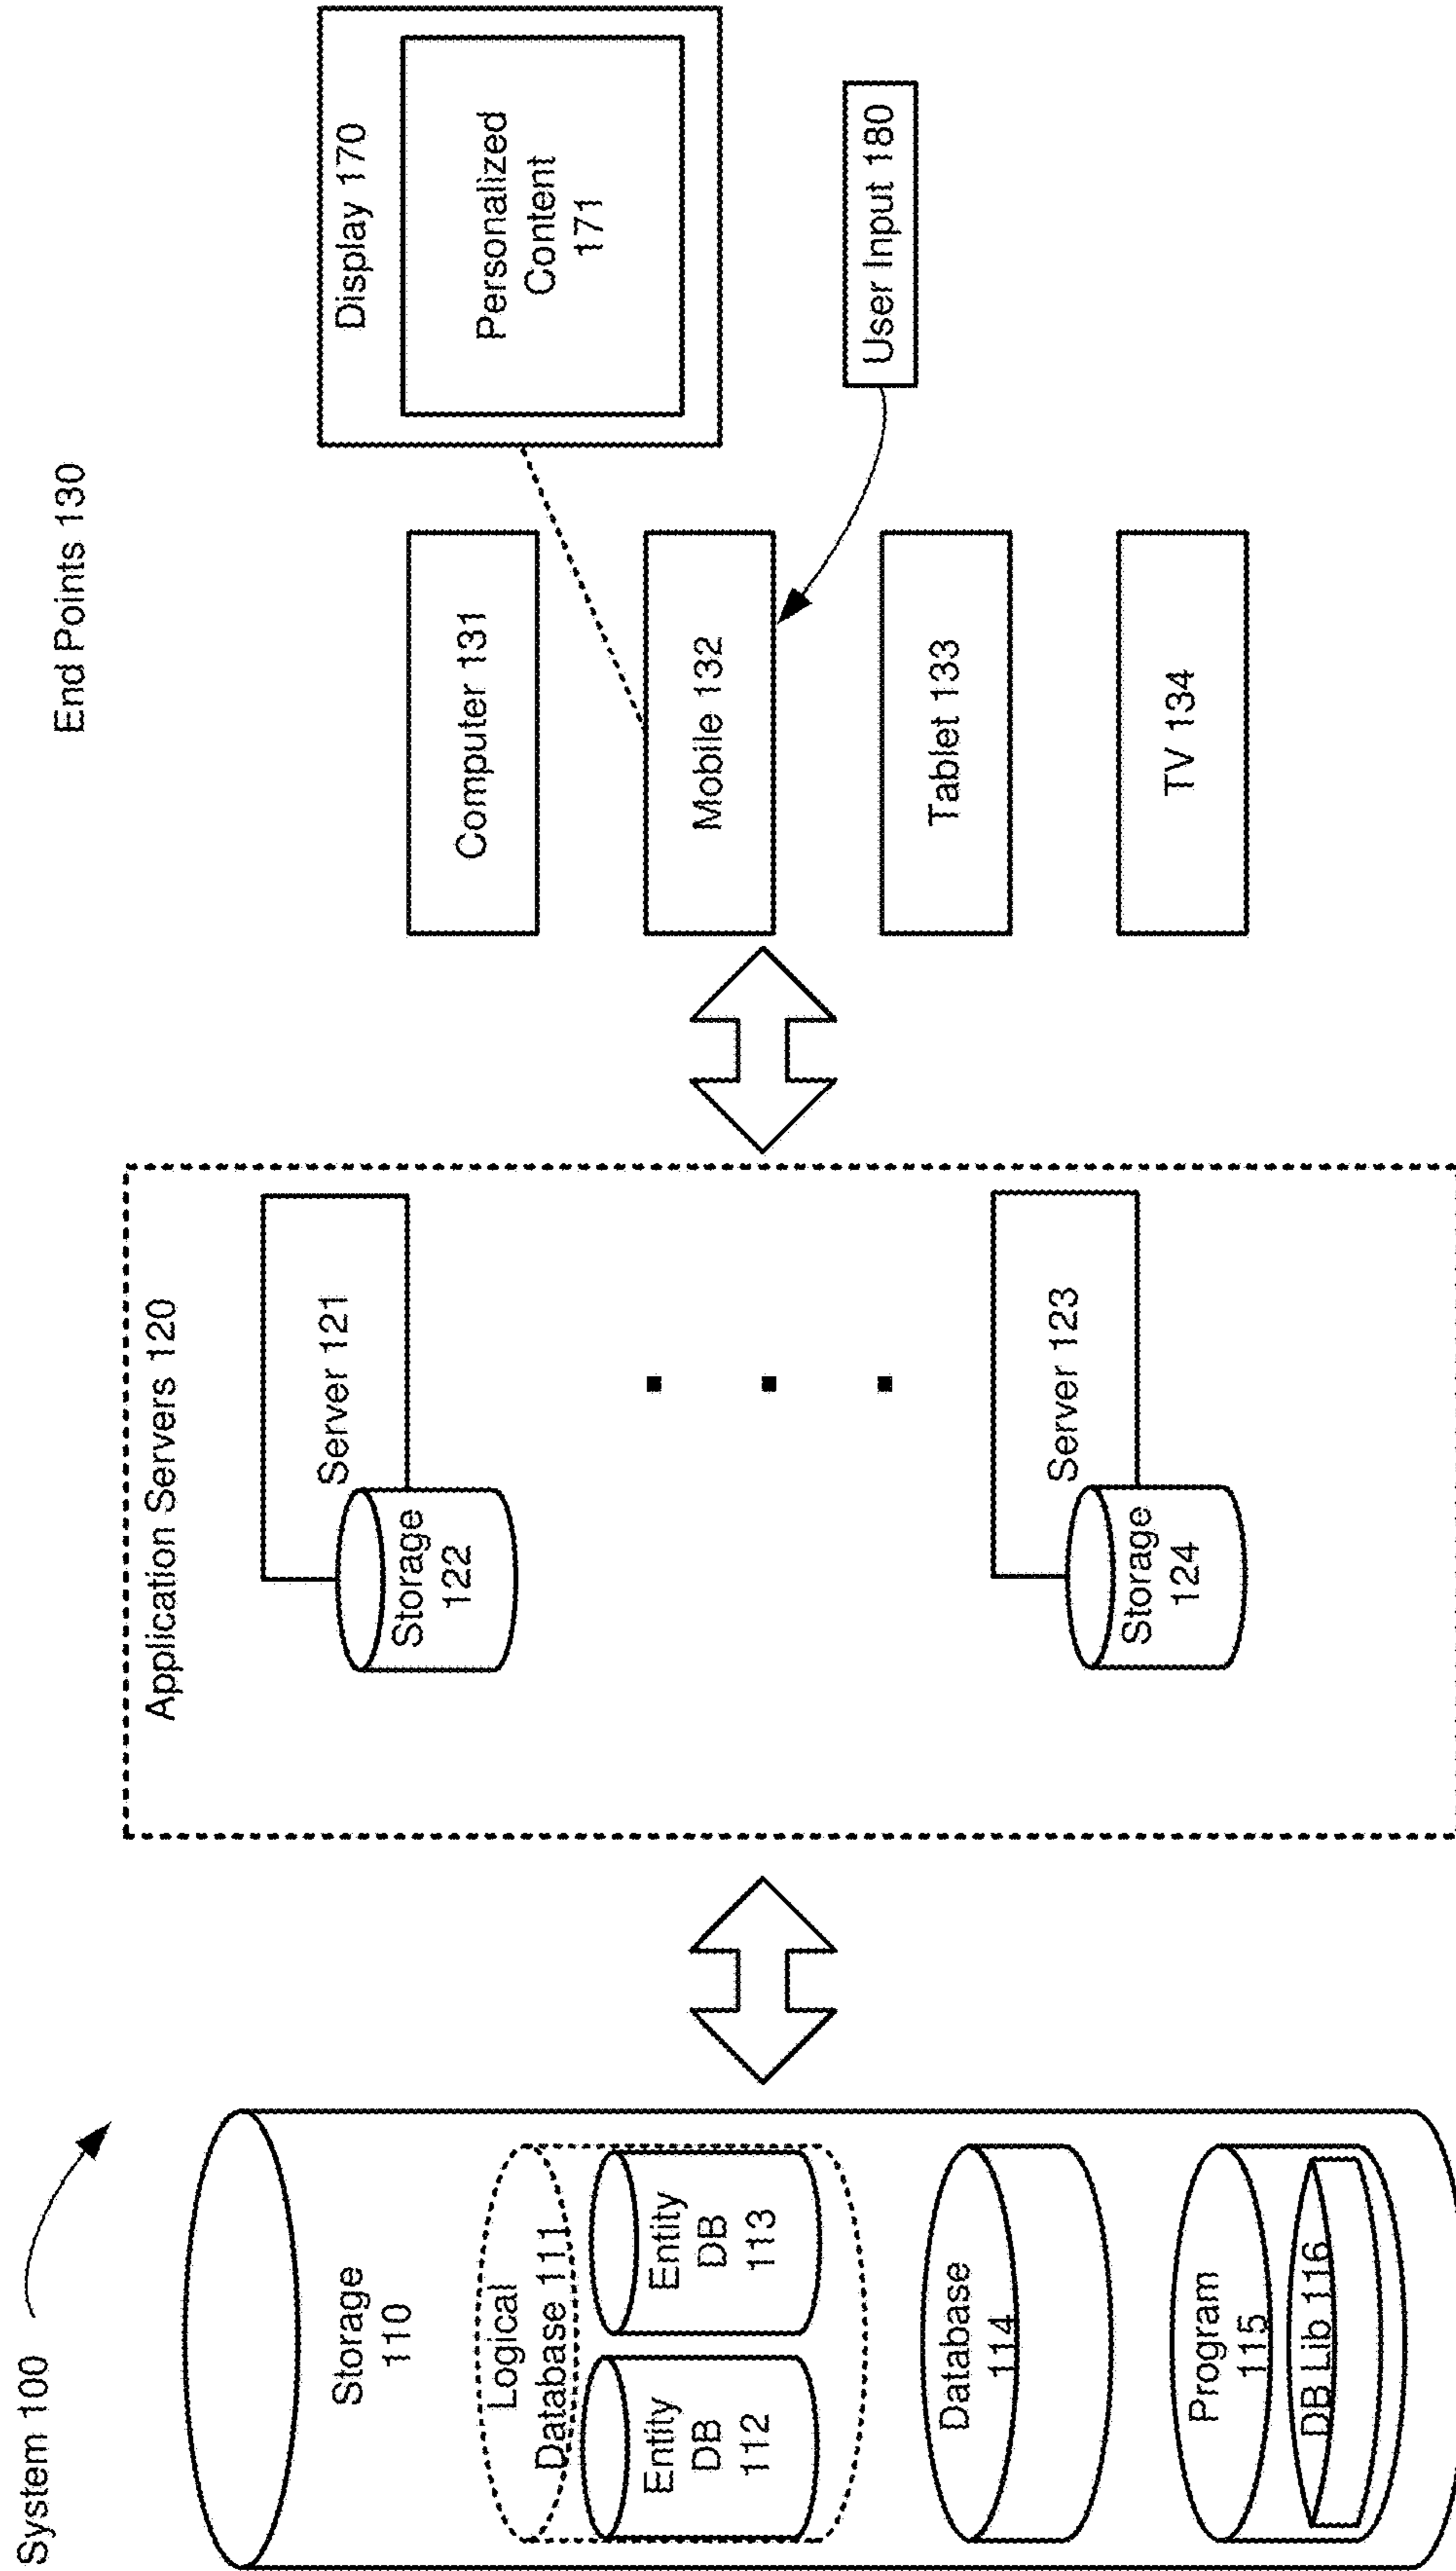 System 100
Storage
110
Logical
Database 111
Entity
DB
112
Entity
DB
113
Database
114
Program
115
DB Lib 116
Application Servers 120
Server 121
Storage
122
Server 123
Storage
124
End Points 130
Computer 131
Mobile 132
Tablet 133
TV 134
Display 170
Personalized
Content
171
User Input 180